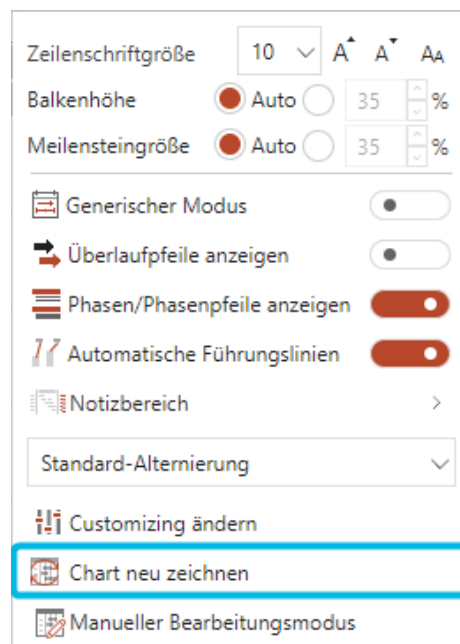 Zeilenschriftgröße 10 A A AA
Balkenhöhe Auto 35 %
Meilensteingröße Auto 35 %
Generischer Modus
Überlaufpfeile anzeigen
Phasen/Phasenpfeile anzeigen
Automatische Führungslinien
Notizbereich
Standard-Alternierung
Customizing ändern
Chart neu zeichnen
Manueller Bearbeitungsmodus